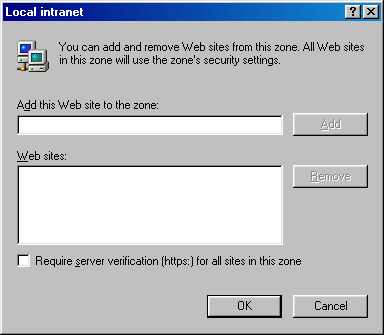 Local intranet
You can add and remove Web sites from this zone. All Web sites
in this zone will use the zone's security settings.
Add this Web site to the zone:
Add
Web sites:
Remove
Require server verification (https:) for all sites in this zone
OK
Cancel